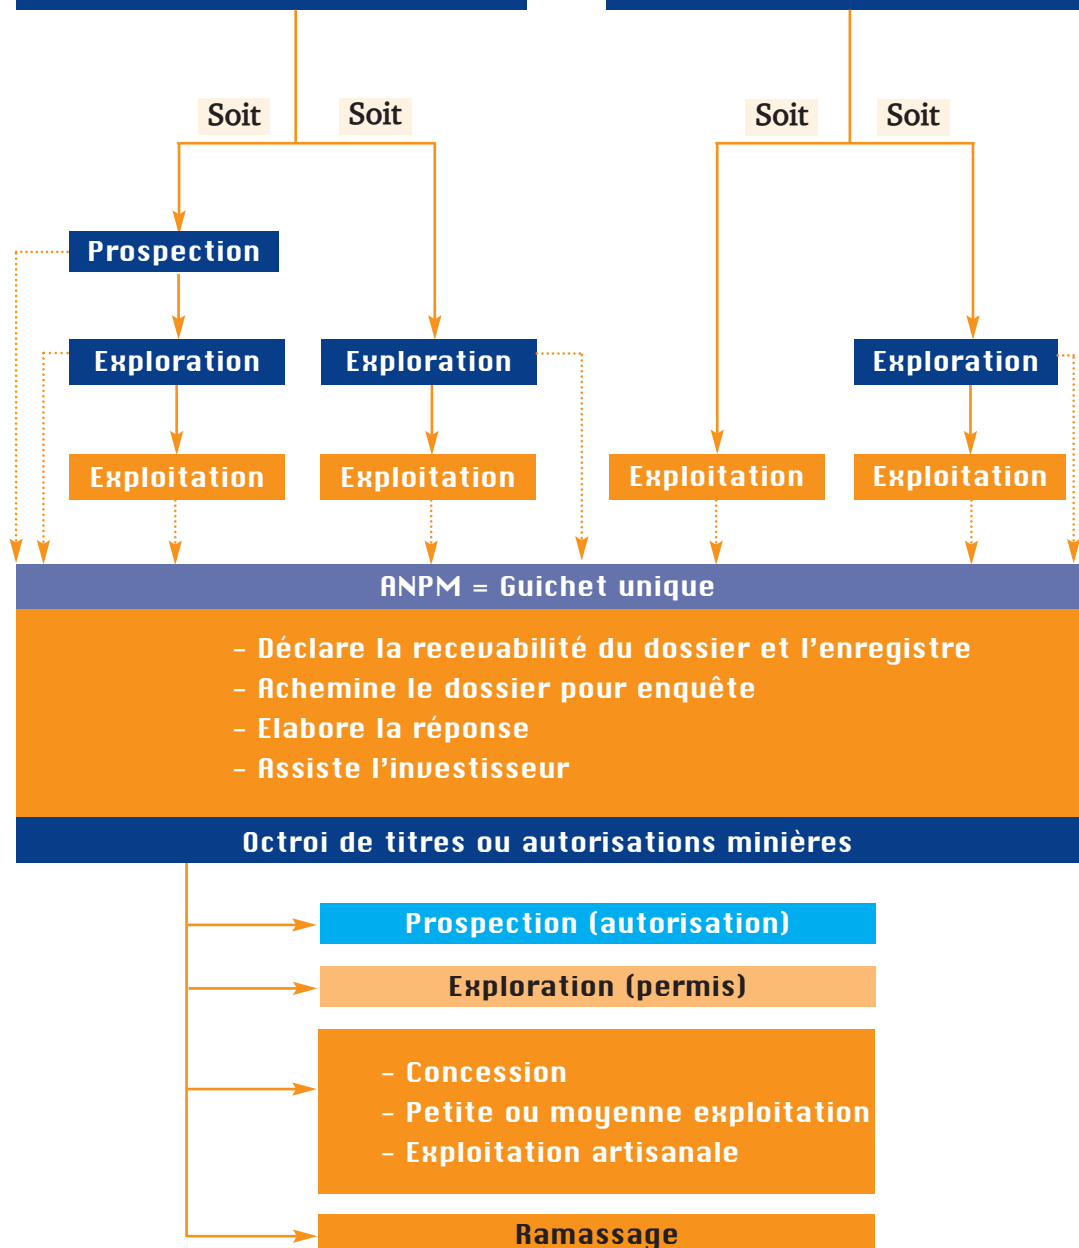 Soit
Soit
Soit
Soit
Prospection
Exploration
Exploration
Exploration
Exploitation
Exploitation
Exploitation
Exploitation
ANPM = Guichet unique
– Déclare la recevabilité du dossier et l'enregistre
– Achemine le dossier pour enquête
– Elabore la réponse
– Assiste l'investisseur
Octroi de titres ou autorisations minières
Prospection (autorisation)
Exploration (permis)
– Concession
– Petite ou moyenne exploitation
– Exploitation artisanale
Ramassage